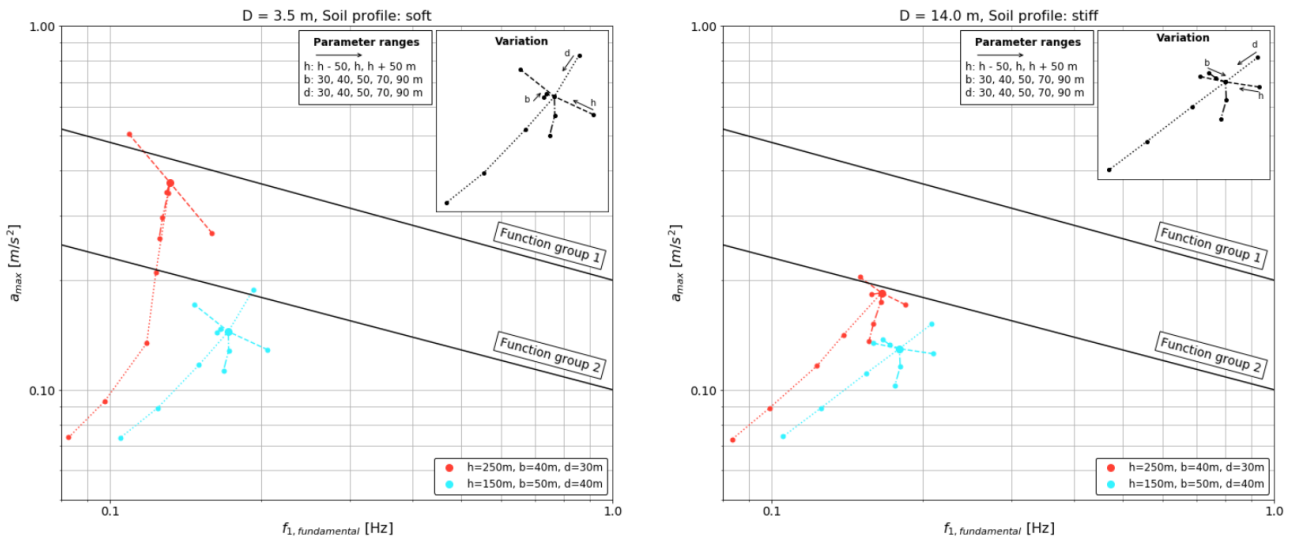 D = 3.5 m, Soil profile: soft
1.00
Parameter ranges
h: h - 50, h, h + 50 m
b: 30, 40, 50, 70, 90 m
d: 30, 40, 50, 70, 90 m
Variation
d
b
h
a_max [m/s²]
Function group 1
Function group 2
0.10
h=250m, b=40m, d=30m
h=150m, b=50m, d=40m
0.1
1.0
f_1,fundamental [Hz]
D = 14.0 m, Soil profile: stiff
1.00
Parameter ranges
h: h - 50, h, h + 50 m
b: 30, 40, 50, 70, 90 m
d: 30, 40, 50, 70, 90 m
Variation
d
b
h
a_max [m/s²]
Function group 1
Function group 2
0.10
h=250m, b=40m, d=30m
h=150m, b=50m, d=40m
0.1
1.0
f_1,fundamental [Hz]